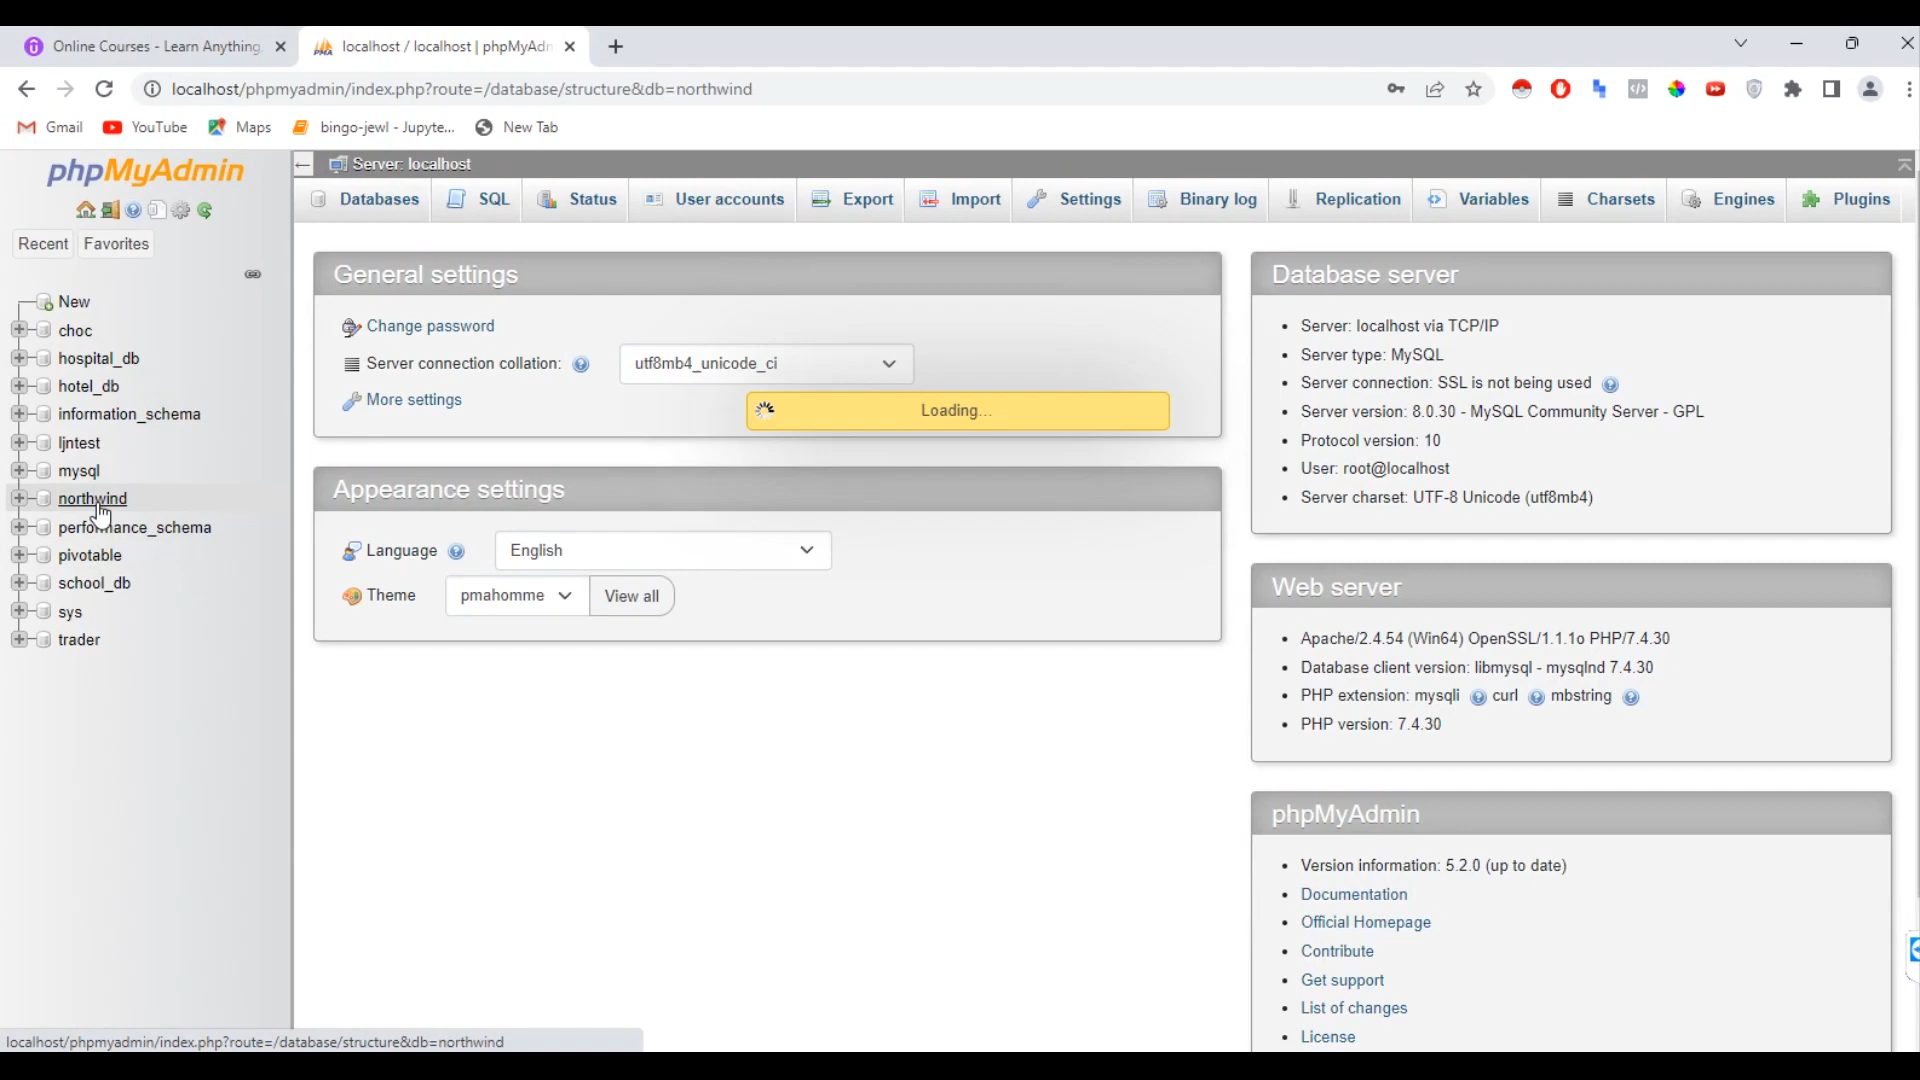 Online Courses - Learn Anything
localhost / localhost | phpMyAdm
localhost/phpmyadmin/index.php?route=/database/structure&db=northwind
Gmail
YouTube
Maps
bingo-jewl - Jupyte...
New Tab
phpMyAdmin
Recent
Favorites
New
choc
hospital_db
hotel_db
information_schema
ljntest
mysql
northwind
performance_schema
pivotable
school_db
sys
trader
Server: localhost
Databases
SQL
Status
User accounts
Export
Import
Settings
Binary log
Replication
Variables
Charsets
Engines
Plugins
General settings
Change password
Server connection collation:
utf8mb4_unicode_ci
More settings
Loading...
Appearance settings
Language
English
Theme
pmahomme
View all
Database server
Server: localhost via TCP/IP
Server type: MySQL
Server connection: SSL is not being used
Server version: 8.0.30 - MySQL Community Server - GPL
Protocol version: 10
User: root@localhost
Server charset: UTF-8 Unicode (utf8mb4)
Web server
Apache/2.4.54 (Win64) OpenSSL/1.1.1o PHP/7.4.30
Database client version: libmysql - mysqlnd 7.4.30
PHP extension: mysqli curl mbstring
PHP version: 7.4.30
phpMyAdmin
Version information: 5.2.0 (up to date)
Documentation
Official Homepage
Contribute
Get support
List of changes
License
localhost/phpmyadmin/index.php?route=/database/structure&db=northwind